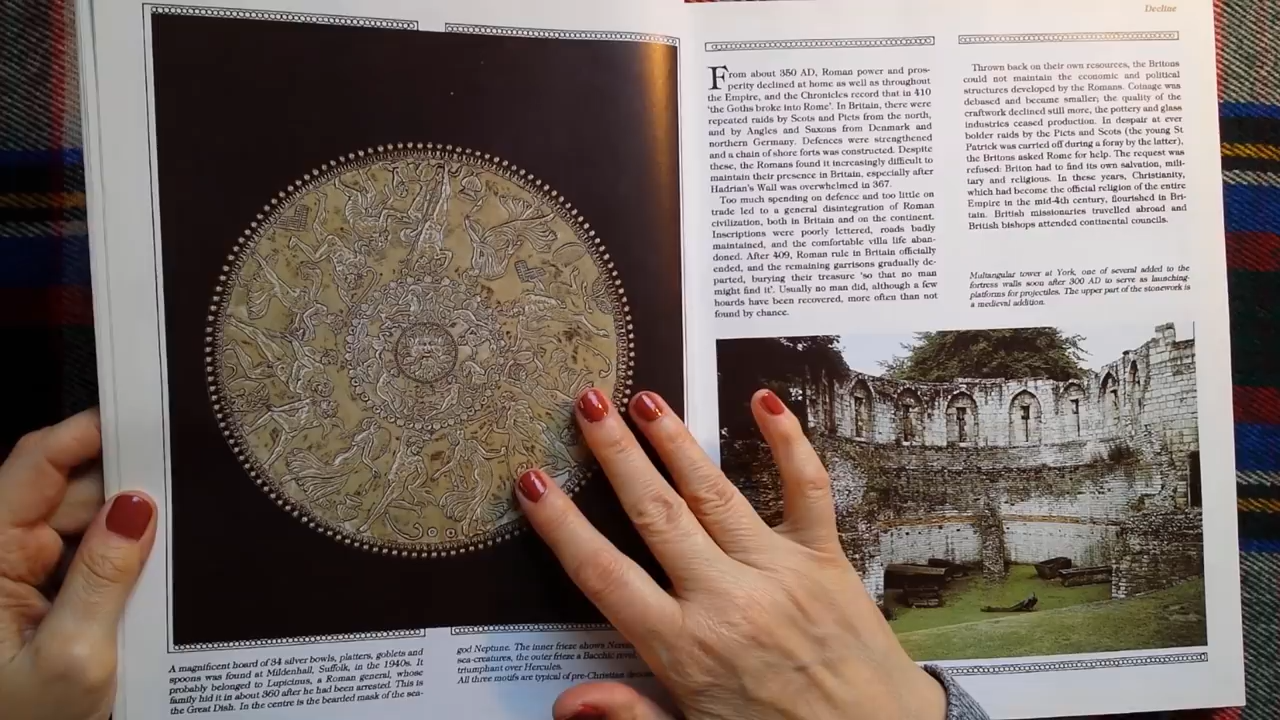 Decline
From about 350 AD, Roman power and pros-
perity declined at home as well as throughout
the Empire, and the Chronicles record that in 410
'the Goths broke into Rome'. In Britain, there were
repeated raids by Scots and Picts from the north,
and by Angles and Saxons from Denmark and
northern Germany. Defences were strengthened
and a chain of shore forts was constructed. Despite
these, the Romans found it increasingly difficult to
maintain their presence in Britain, especially after
Hadrian's Wall was overwhelmed in 367.
Too much spending on defence and too little on
trade led to a general disintegration of Roman
civilization, both in Britain and on the continent.
Inscriptions were poorly lettered, roads badly
maintained, and the comfortable villa life aban-
doned. After 409, Roman rule in Britain officially
ended, and the remaining garrisons gradually de-
parted, burying their treasure 'so that no man
might find it'. Usually no man did, although a few
hoards have been recovered, more often than not
found by chance.
Thrown back on their own resources, the Britons
could not maintain the economic and political
structures developed by the Romans. Coinage was
debased and became smaller; the quality of
craftwork declined still more, the pottery and glass
industries ceased production. In despair at ever
bolder raids by the Picts and Scots (the young St
Patrick was carried off during a foray by the latter),
the Britons asked Rome for help. The request was
refused: Briton had to find its own salvation, mili-
tary and religious. In these years, Christianity,
which had become the official religion of the entire
Empire in the mid-4th century, flourished in Bri-
tain. British missionaries travelled abroad and
British bishops attended continental councils.
Multangular tower at York, one of several added to the
fortress walls soon after 300 AD to serve as launching-
platforms for projectiles. The upper part of the stonework is
a medieval addition.
A magnificent hoard of 34 silver bowls, platters, goblets and
spoons was found at Mildenhall, Suffolk, in the 1940s. It
probably belonged to Lupicinus, a Roman general, whose
family hid it in about 360 after he had been arrested. This is
the Great Dish. In the centre is the bearded mask of the sea-
god Neptune. The inner frieze shows
sea-creatures, the outer frieze a Bacchic
triumphant over Hercules.
All three motifs are typical of pre-Christian